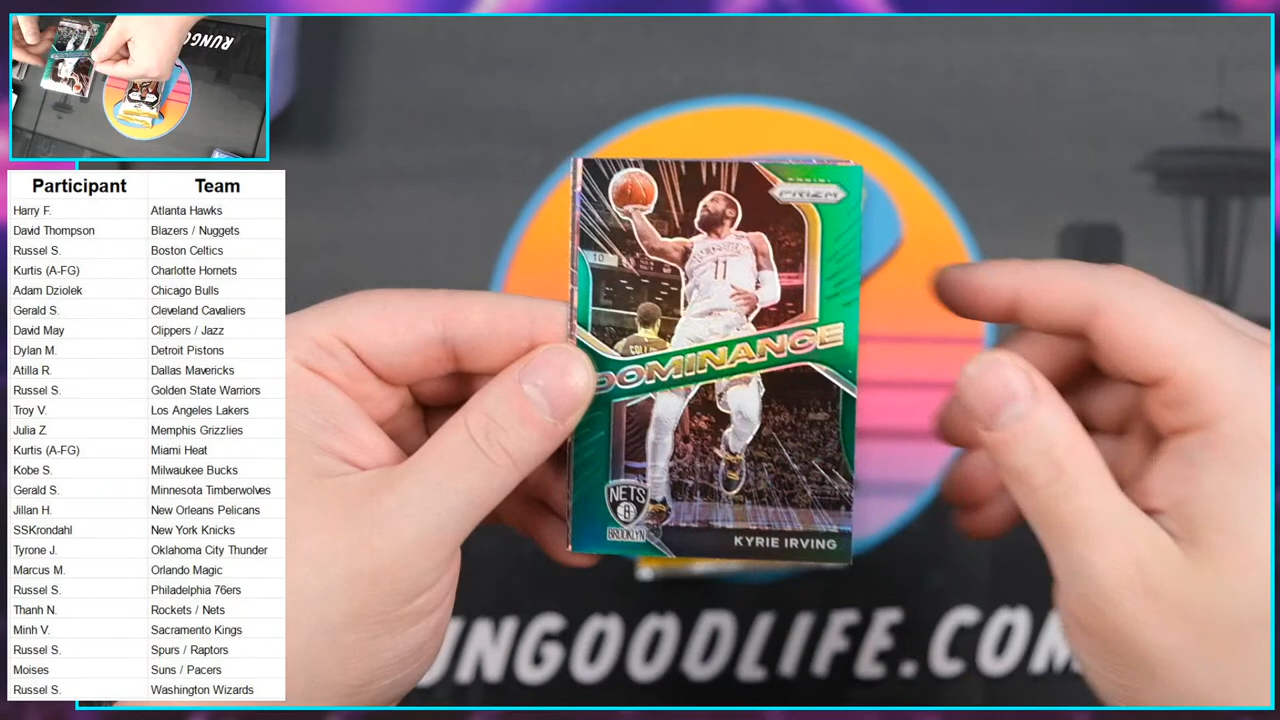 RUNGOOD
Participant Team
Harry F. Atlanta Hawks
David Thompson Blazers / Nuggets
Russel S. Boston Celtics
Kurtis (A-FG) Charlotte Hornets
Adam Dziolek Chicago Bulls
Gerald S. Cleveland Cavaliers
David May Clippers / Jazz
Dylan M. Detroit Pistons
Atilla R. Dallas Mavericks
Russel S. Golden State Warriors
Troy V. Los Angeles Lakers
Julia Z Memphis Grizzlies
Kurtis (A-FG) Miami Heat
Kobe S. Milwaukee Bucks
Gerald S. Minnesota Timberwolves
Jillan H. New Orleans Pelicans
SSKrondahl New York Knicks
Tyrone J. Oklahoma City Thunder
Marcus M. Orlando Magic
Russel S. Philadelphia 76ers
Thanh N. Rockets / Nets
Minh V. Sacramento Kings
Russel S. Spurs / Raptors
Moises Suns / Pacers
Russel S. Washington Wizards
PANINI
PRIZM
10
11
DOMINANCE
NETS
B
BROOKLYN
KYRIE IRVING
UNGOODLIFE.COM